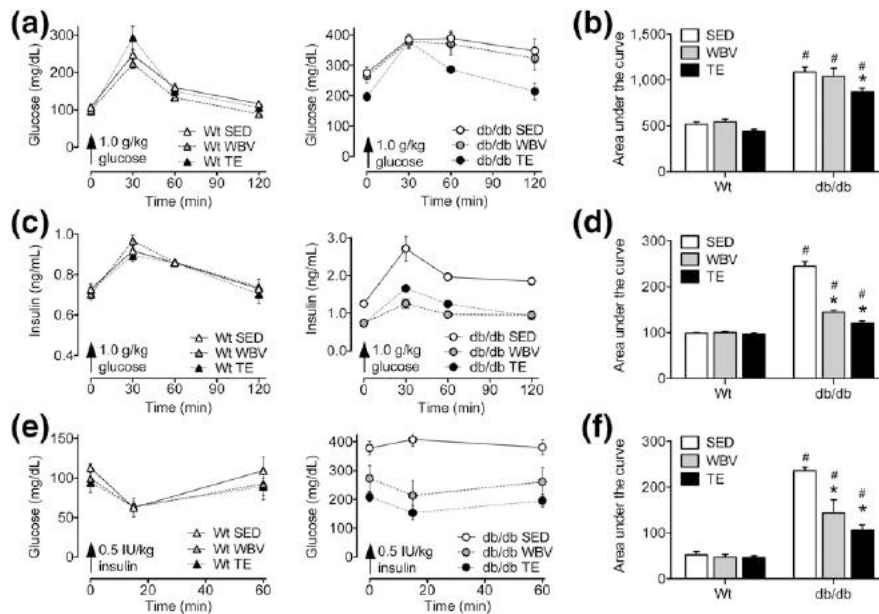 (a)
Glucose (mg/dL)
300
200
100
0
1.0 g/kg
glucose
Wt SED
Wt WBV
Wt TE
0 30 60 90 120
Time (min)
Glucose (mg/dL)
400
300
200
0
1.0 g/kg
glucose
db/db SED
db/db WBV
db/db TE
0 30 60 90 120
Time (min)
(b)
Area under the curve
1,500
1,000
500
0
SED
WBV
TE
# # # *
Wt db/db
(c)
Insulin (ng/mL)
1.0
0.8
0.6
0.4
1.0 g/kg
glucose
Wt SED
Wt WBV
Wt TE
0 30 60 90 120
Time (min)
Insulin (ng/mL)
3.0
2.0
1.0
0.0
1.0 g/kg
glucose
db/db SED
db/db WBV
db/db TE
0 30 60 90 120
Time (min)
(d)
Area under the curve
300
200
100
0
SED
WBV
TE
# # * # *
Wt db/db
(e)
Glucose (mg/dL)
150
100
50
0
0.5 IU/kg
insulin
Wt SED
Wt WBV
Wt TE
0 20 40 60
Time (min)
Glucose (mg/dL)
400
300
200
0
0.5 IU/kg
insulin
db/db SED
db/db WBV
db/db TE
0 20 40 60
Time (min)
(f)
Area under the curve
300
200
100
0
SED
WBV
TE
# # * # *
Wt db/db